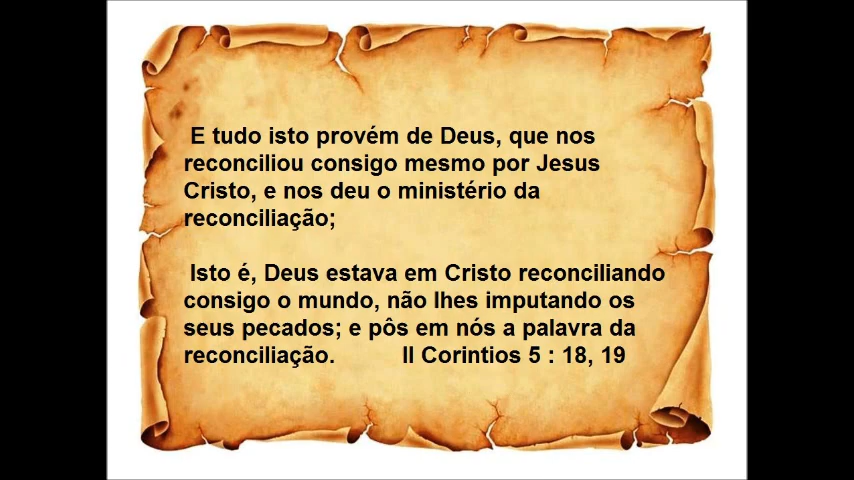 E tudo isto provém de Deus, que nos
reconciliou consigo mesmo por Jesus
Cristo, e nos deu o ministério da
reconciliação;
Isto é, Deus estava em Cristo reconciliando
consigo o mundo, não lhes imputando os
seus pecados; e pôs em nós a palavra da
reconciliação. II Corintios 5 : 18, 19